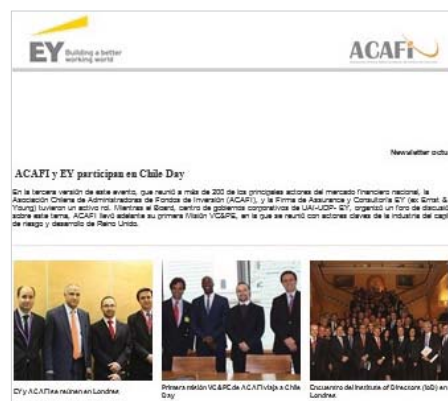 EY Building a better
working world
ACAFI
Newsletter octu
ACAFI y EY participan en Chile Day
En la tercera versión de este evento, que reunió a más de 200 de los principales actores del mercado financiero nacional, la
Asociación Chilena de Administradoras de Fondos de Inversión (ACAFI), y la Firma de Assurance y Consultoría EY (ex Ernst &
Young) tuvieron un activo rol. Mientras el Board, centro de gobiernos corporativos de UAI-UDP- EY, organizó un foro de discusió
sobre este tema, ACAFI llevó adelante su primera Misión VC&PE, en la que se reunió con actores claves de la industria del capi
de riesgo y desarrollo de Reino Unido.
EY y ACAFI se reúnen en Londres
Primera misión VC&PE de ACAFI viaja a Chile
Day
Encuentro del Institute of Directors (IoD) en
Londres